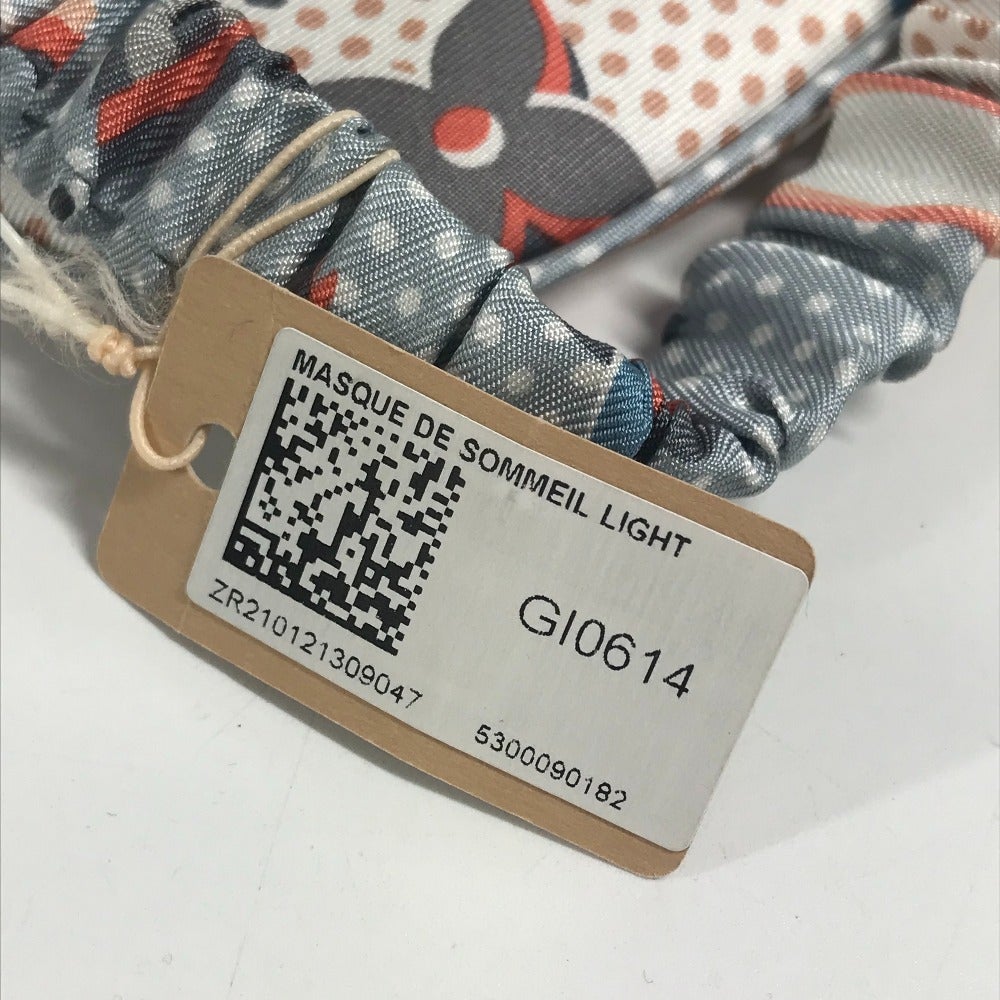 MASQUE DE SOMMEIL LIGHT
GI0614
ZR210121309047
5300090182